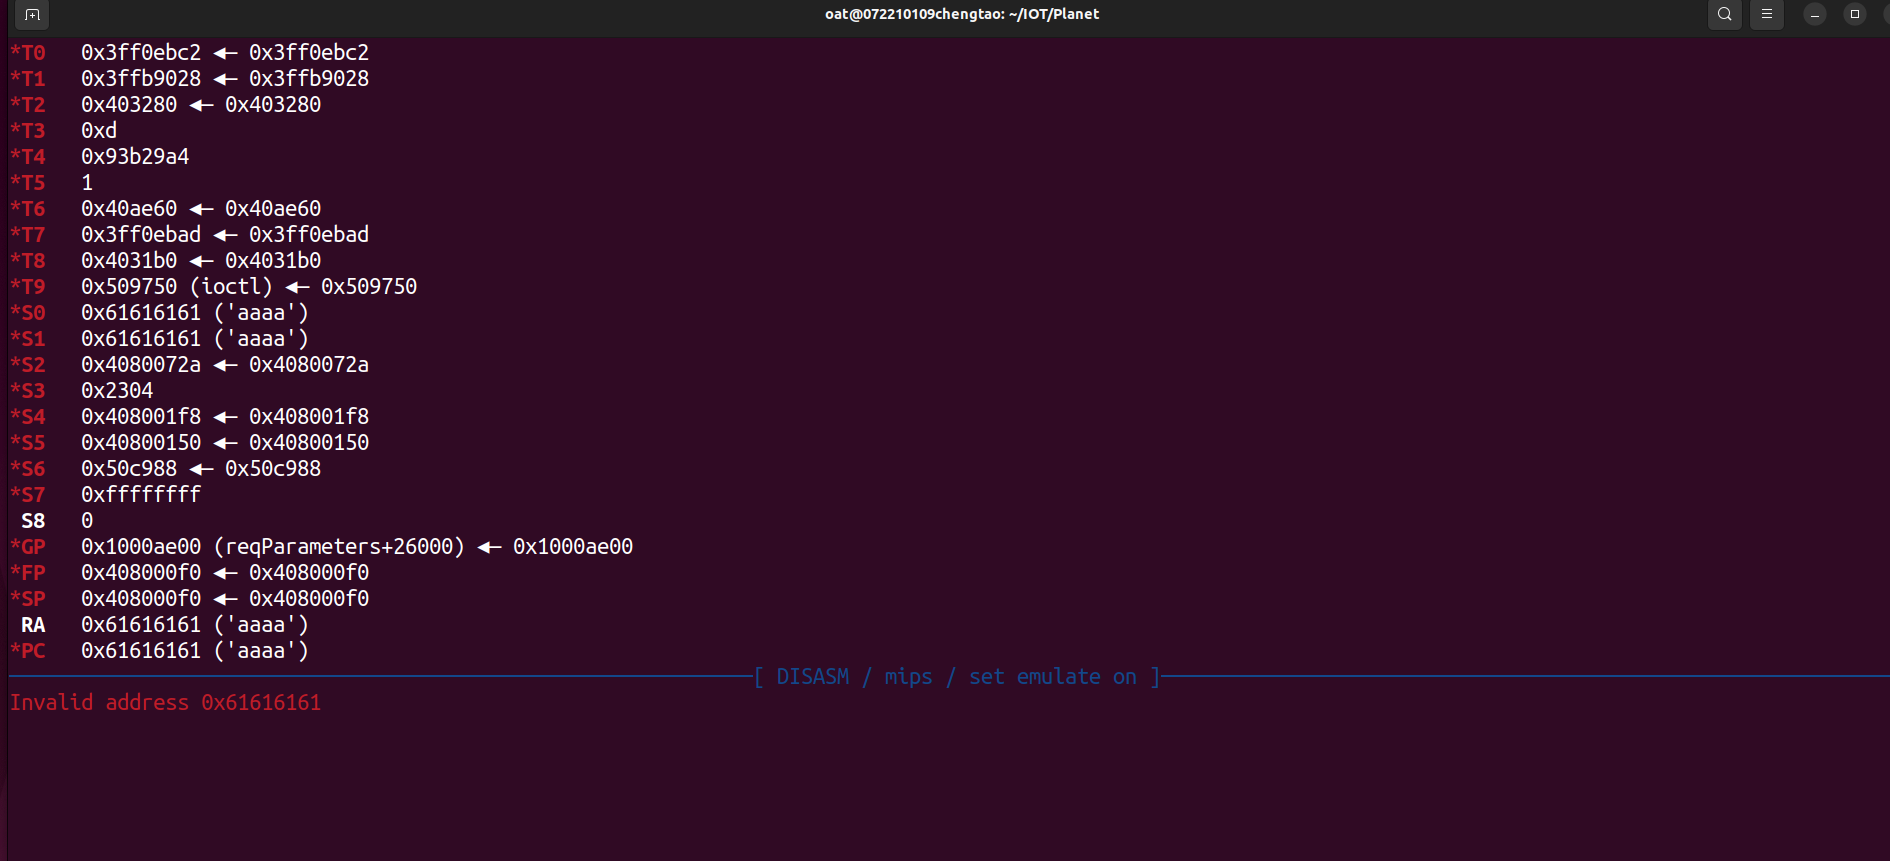 oat@072210109chengtao: ~/IOT/Planet
*T0 0x3ff0ebc2 ◂— 0x3ff0ebc2
*T1 0x3ffb9028 ◂— 0x3ffb9028
*T2 0x403280 ◂— 0x403280
*T3 0xd
*T4 0x93b29a4
*T5 1
*T6 0x40ae60 ◂— 0x40ae60
*T7 0x3ff0ebad ◂— 0x3ff0ebad
*T8 0x4031b0 ◂— 0x4031b0
*T9 0x509750 (ioctl) ◂— 0x509750
*S0 0x61616161 ('aaaa')
*S1 0x61616161 ('aaaa')
*S2 0x4080072a ◂— 0x4080072a
*S3 0x2304
*S4 0x408001f8 ◂— 0x408001f8
*S5 0x40800150 ◂— 0x40800150
*S6 0x50c988 ◂— 0x50c988
*S7 0xffffffff
S8 0
*GP 0x1000ae00 (reqParameters+26000) ◂— 0x1000ae00
*FP 0x408000f0 ◂— 0x408000f0
*SP 0x408000f0 ◂— 0x408000f0
RA 0x61616161 ('aaaa')
*PC 0x61616161 ('aaaa')
[ DISASM / mips / set emulate on ]
Invalid address 0x61616161